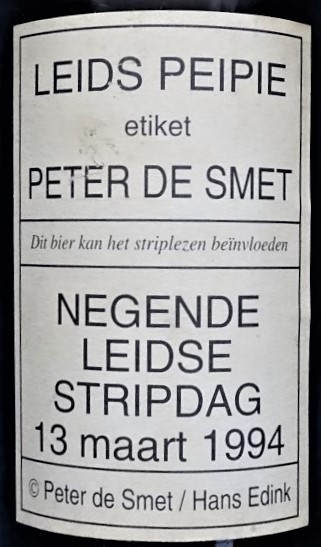 LEIDS PEIPIE
etiket
PETER DE SMET
Dit bier kan het striplezen beïnvloeden
NEGENDE
LEIDSE
STRIPDAG
13 maart 1994
© Peter de Smet / Hans Edink